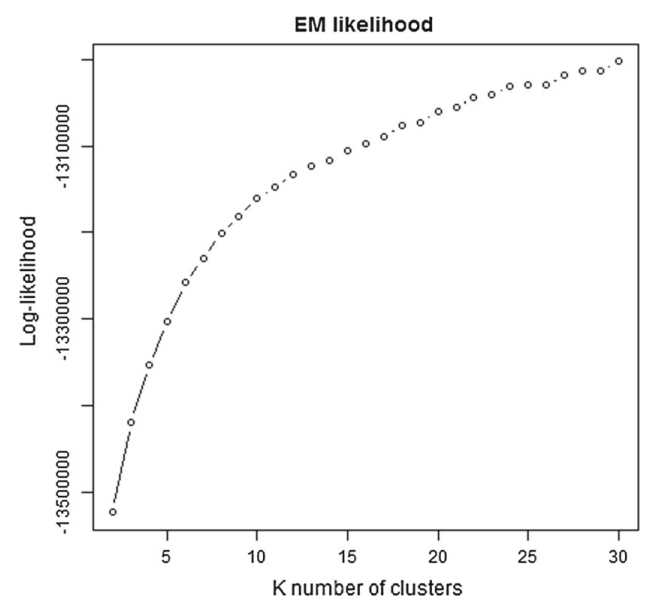 EM likelihood
Log-likelihood
-13100000
-13300000
-13500000
5 10 15 20 25 30
K number of clusters